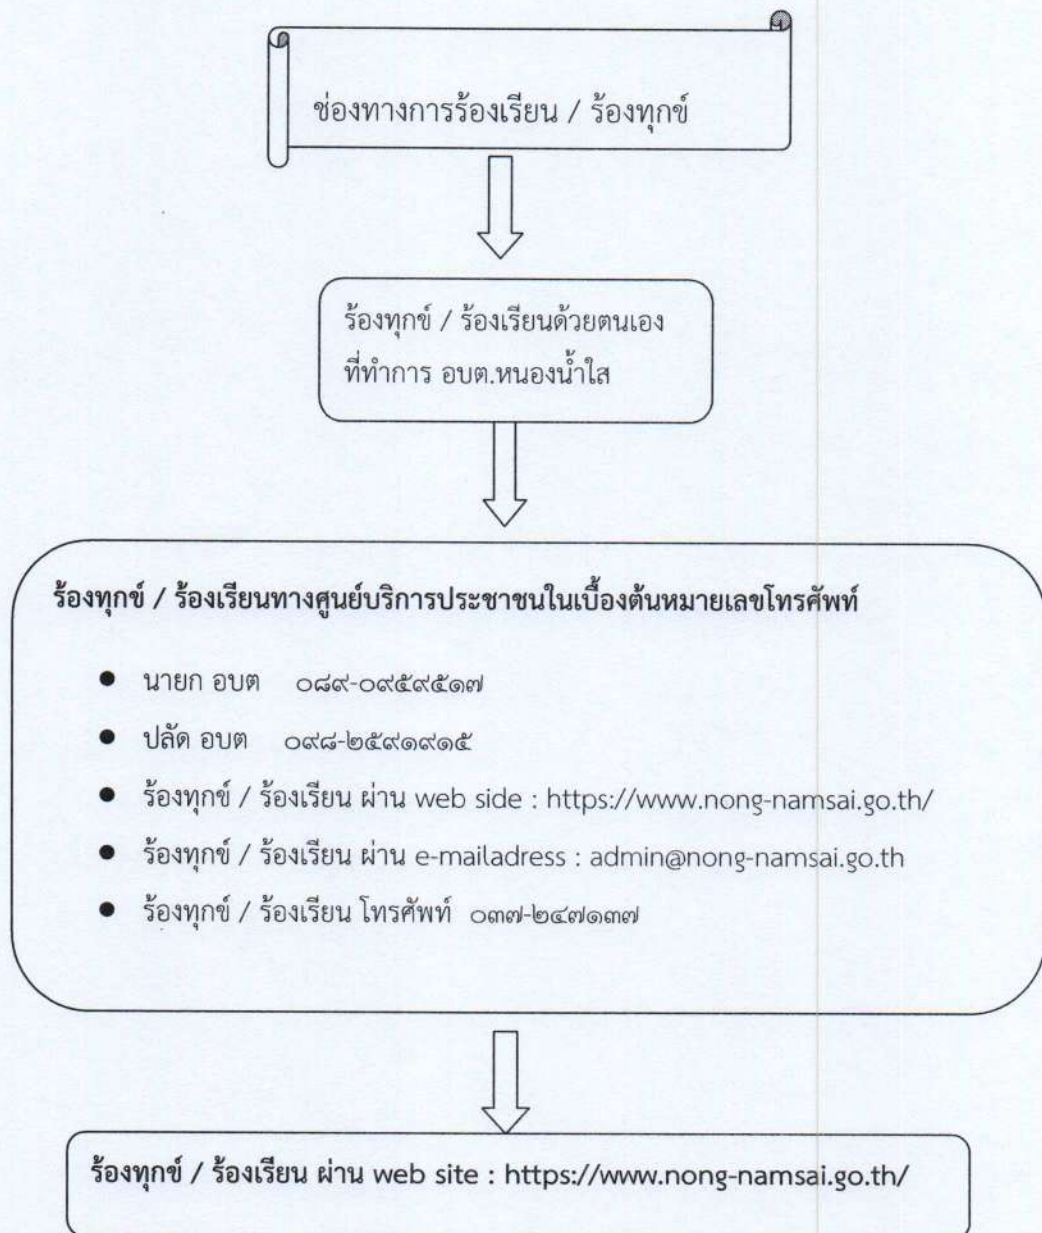 ช่องทางการร้องเรียน / ร้องทุกข์
ร้องทุกข์ / ร้องเรียนด้วยตนเอง
ที่ทำการ อบต.หนองน้ำใส
ร้องทุกข์ / ร้องเรียนทางศูนย์บริการประชาชนในเบื้องต้นหมายเลขโทรศัพท์
● นายก อบต ๐๘๙-๐๙๕๙๕๑๗
● ปลัด อบต ๐๙๘-๒๕๙๑๙๑๕
● ร้องทุกข์ / ร้องเรียน ผ่าน web side : https://www.nong-namsai.go.th/
● ร้องทุกข์ / ร้องเรียน ผ่าน e-mailadress : admin@nong-namsai.go.th
● ร้องทุกข์ / ร้องเรียน โทรศัพท์ ๐๓๗-๒๔๗๑๓๗
ร้องทุกข์ / ร้องเรียน ผ่าน web site : https://www.nong-namsai.go.th/